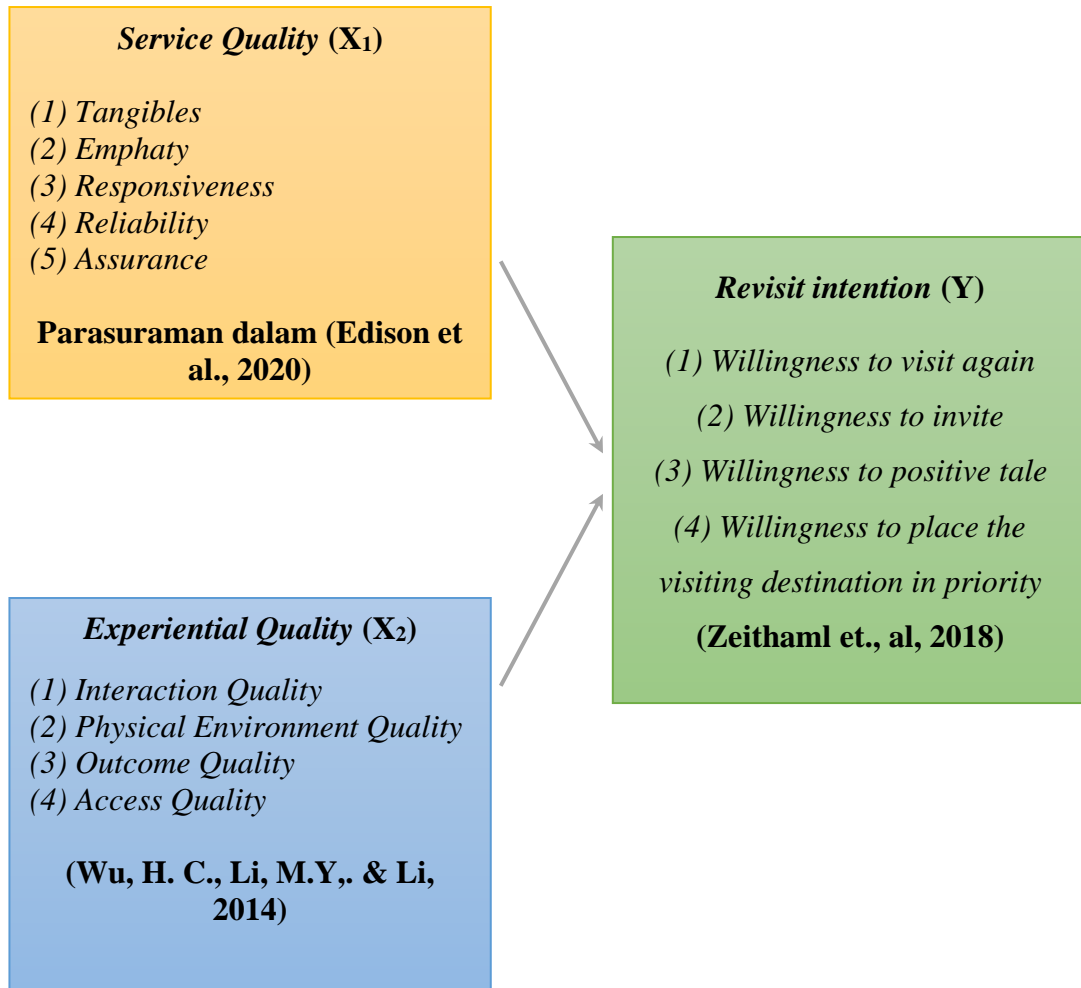 Service Quality (X₁)
(1) Tangibles
(2) Emphaty
(3) Responsiveness
(4) Reliability
(5) Assurance
Parasuraman dalam (Edison et
al., 2020)
Revisit intention (Y)
(1) Willingness to visit again
(2) Willingness to invite
(3) Willingness to positive tale
(4) Willingness to place the
visiting destination in priority
(Zeithaml et., al, 2018)
Experiential Quality (X₂)
(1) Interaction Quality
(2) Physical Environment Quality
(3) Outcome Quality
(4) Access Quality
(Wu, H. C., Li, M.Y,. & Li,
2014)